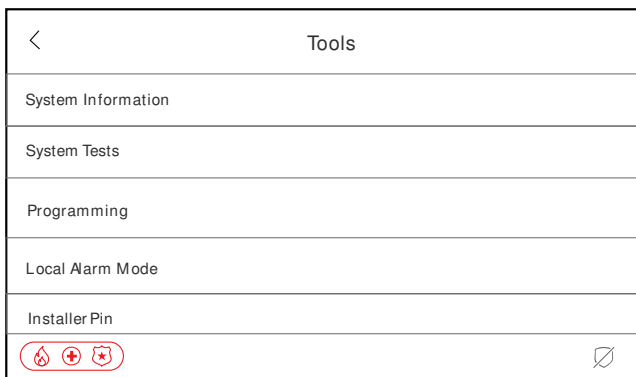 Tools
System Information
System Tests
Programming
Local Alarm Mode
Installer Pin